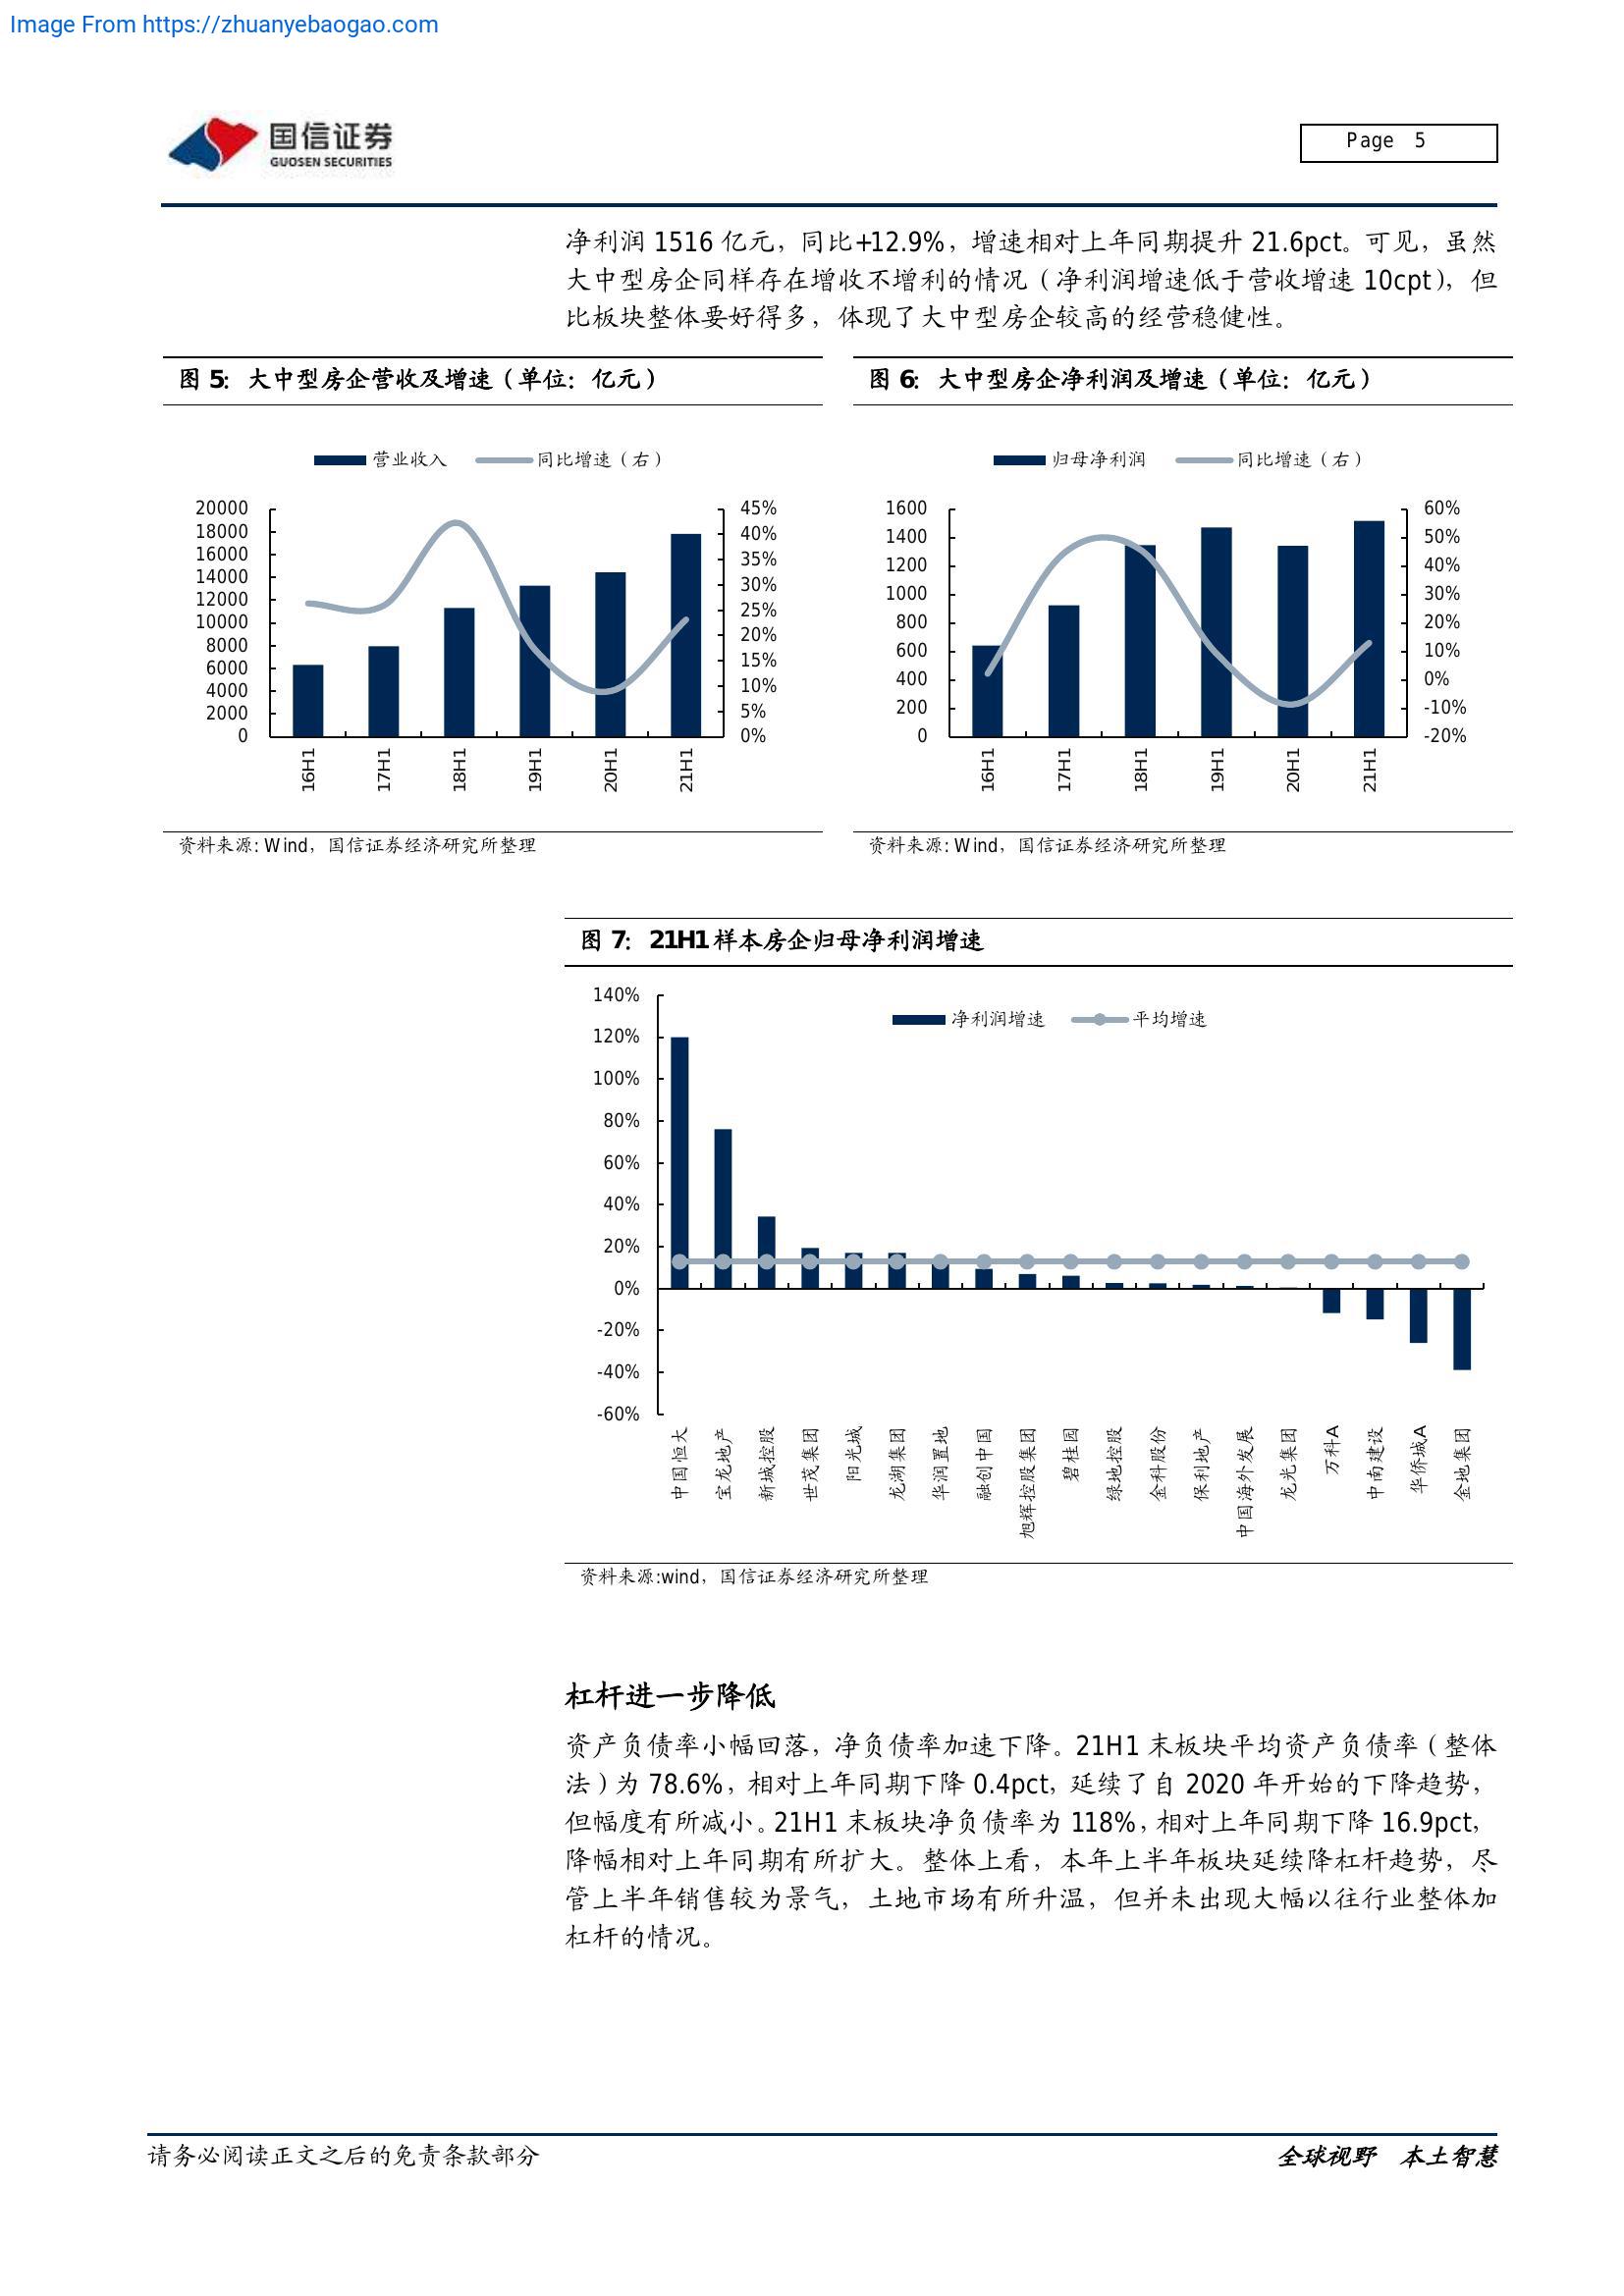 Image From https://zhuanyebaogao.com
国信证券
GUOSEN SECURITIES
Page 5
净利润 1516 亿元，同比+12.9%，增速相对上年同期提升 21.6pct。可见，虽然
大中型房企同样存在增收不增利的情况（净利润增速低于营收增速 10cpt），但
比板块整体要好得多，体现了大中型房企较高的经营稳健性。
图 5：大中型房企营收及增速（单位：亿元）
营业收入 同比增速（右）
20000
18000
16000
14000
12000
10000
8000
6000
4000
2000
0
45%
40%
35%
30%
25%
20%
15%
10%
5%
0%
16H1
17H1
18H1
19H1
20H1
21H1
资料来源: Wind，国信证券经济研究所整理
图 6：大中型房企净利润及增速（单位：亿元）
归母净利润 同比增速（右）
1600
1400
1200
1000
800
600
400
200
0
60%
50%
40%
30%
20%
10%
0%
-10%
-20%
16H1
17H1
18H1
19H1
20H1
21H1
资料来源: Wind，国信证券经济研究所整理
图 7：21H1 样本房企归母净利润增速
净利润增速 平均增速
140%
120%
100%
80%
60%
40%
20%
0%
-20%
-40%
-60%
中国恒大
宝龙地产
新城控股
世茂集团
阳光城
龙湖集团
华润置地
融创中国
旭辉控股集团
碧桂园
绿地控股
金科股份
保利地产
中国海外发展
龙光集团
万科A
中南建设
华侨城A
金地集团
资料来源:wind，国信证券经济研究所整理
杠杆进一步降低
资产负债率小幅回落，净负债率加速下降。21H1 末板块平均资产负债率（整体
法）为 78.6%，相对上年同期下降 0.4pct，延续了自 2020 年开始的下降趋势，
但幅度有所减小。21H1 末板块净负债率为 118%，相对上年同期下降 16.9pct，
降幅相对上年同期有所扩大。整体上看，本年上半年板块延续降杠杆趋势，尽
管上半年销售较为景气，土地市场有所升温，但并未出现大幅以往行业整体加
杠杆的情况。
请务必阅读正文之后的免责条款部分
全球视野 本土智慧